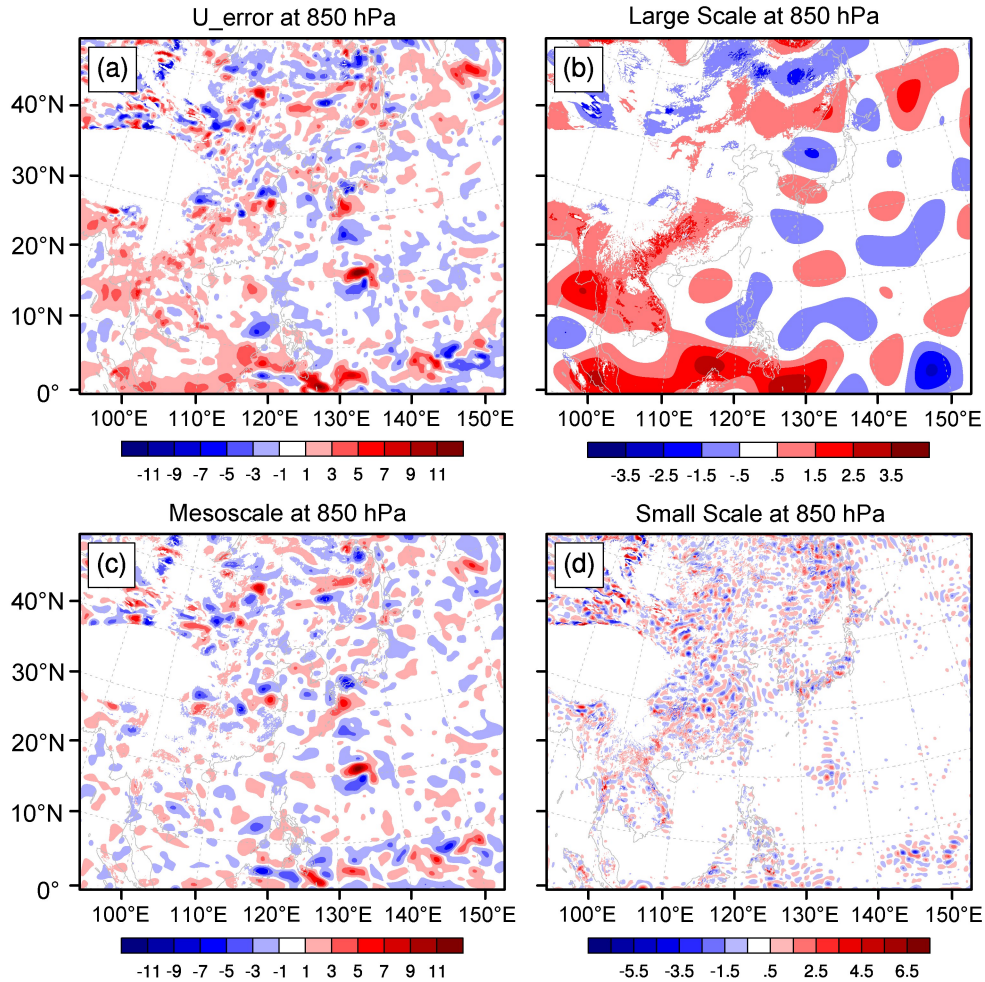 U_error at 850 hPa
Large Scale at 850 hPa
(a)
(b)
40°N
30°N
20°N
10°N
0°
100°E 110°E 120°E 130°E 140°E 150°E
100°E 110°E 120°E 130°E 140°E 150°E
-11 -9 -7 -5 -3 -1 1 3 5 7 9 11
-3.5 -2.5 -1.5 -.5 .5 1.5 2.5 3.5
Mesoscale at 850 hPa
Small Scale at 850 hPa
(c)
(d)
40°N
30°N
20°N
10°N
0°
100°E 110°E 120°E 130°E 140°E 150°E
100°E 110°E 120°E 130°E 140°E 150°E
-11 -9 -7 -5 -3 -1 1 3 5 7 9 11
-5.5 -3.5 -1.5 .5 2.5 4.5 6.5